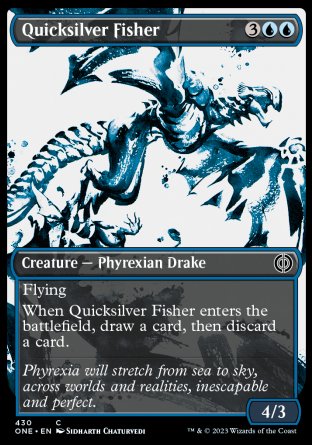 Quicksilver Fisher 3
Creature — Phyrexian Drake
Flying
When Quicksilver Fisher enters the
battlefield, draw a card, then discard
a card.
Phyrexia will stretch from sea to sky,
across worlds and realities, inescapable
and perfect.
4/3
430 C
ONE • EN Sidharth Chaturvedi
™ & © 2023 Wizards of the Coast